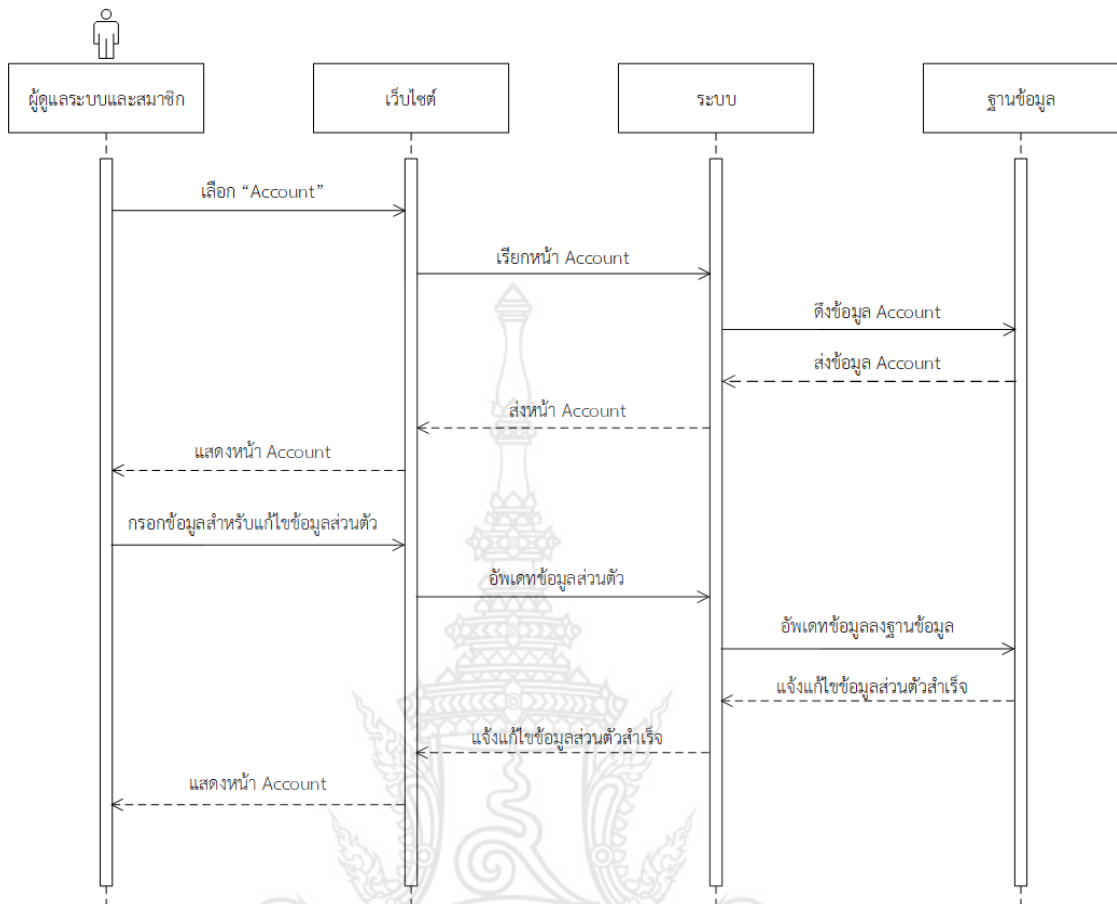 ผู้ดูแลระบบและสมาชิก
เว็บไซต์
ระบบ
ฐานข้อมูล
เลือก “Account”
เรียกหน้า Account
ดึงข้อมูล Account
ส่งข้อมูล Account
ส่งหน้า Account
แสดงหน้า Account
กรอกข้อมูลสำหรับแก้ไขข้อมูลส่วนตัว
อัพเดทข้อมูลส่วนตัว
อัพเดทข้อมูลลงฐานข้อมูล
แจ้งแก้ไขข้อมูลส่วนตัวสำเร็จ
แจ้งแก้ไขข้อมูลส่วนตัวสำเร็จ
แสดงหน้า Account